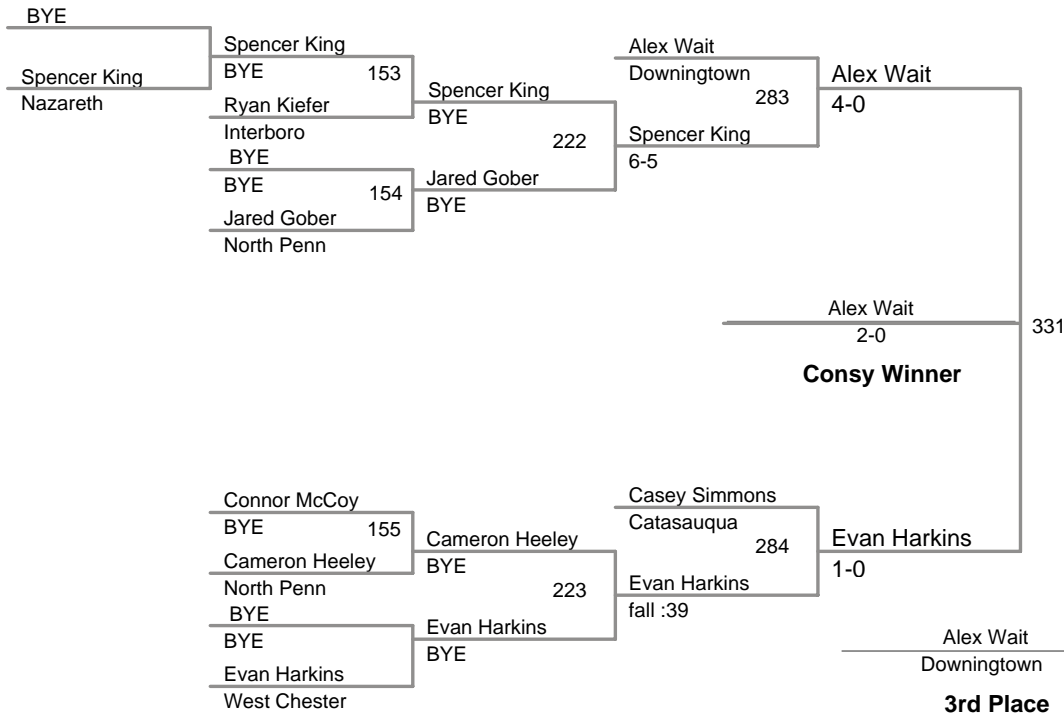 BYE
Spencer King
Nazareth
Spencer King
BYE
153
Ryan Kiefer
Interboro
BYE
BYE
154
Jared Gober
North Penn
Spencer King
BYE
222
Jared Gober
BYE
Alex Wait
Downingtown
283
Spencer King
6-5
Alex Wait
4-0
Alex Wait
2-0
331
Consy Winner
Connor McCoy
BYE
155
Cameron Heeley
North Penn
BYE
BYE
Evan Harkins
West Chester
Cameron Heeley
BYE
223
Evan Harkins
BYE
Casey Simmons
Catasauqua
284
Evan Harkins
fall :39
Evan Harkins
1-0
Alex Wait
Downingtown
3rd Place